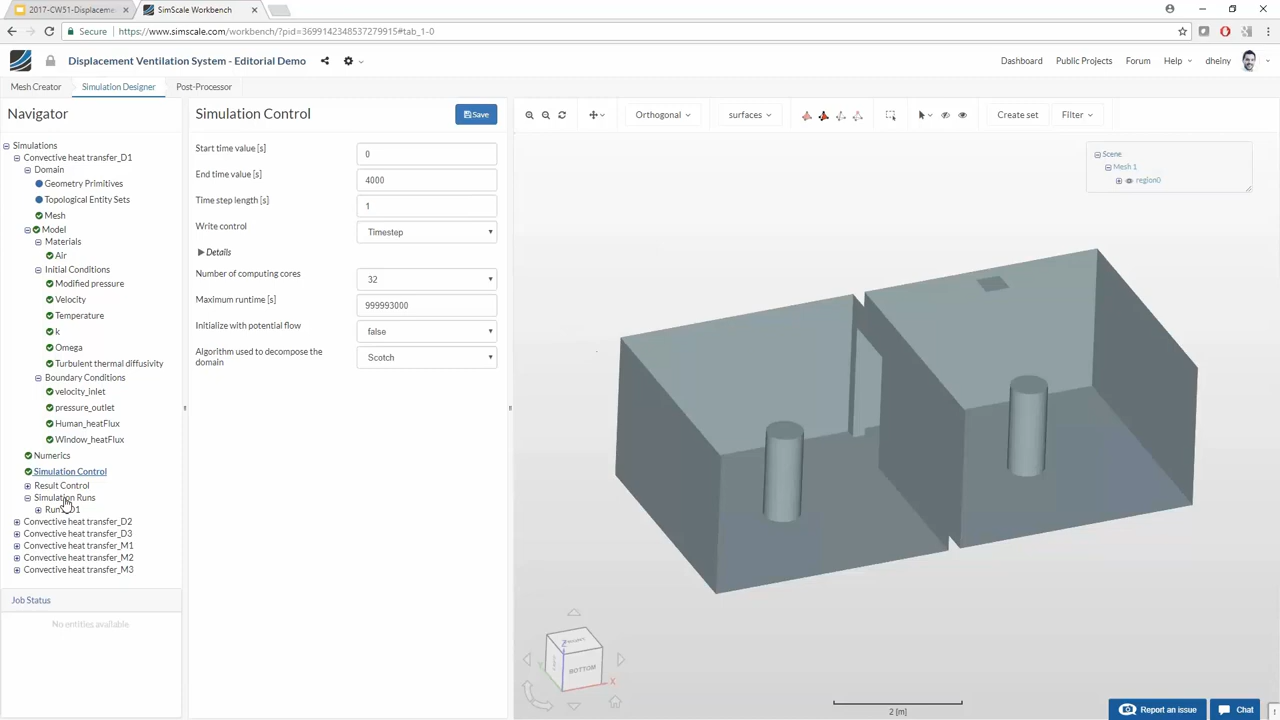 2017-CW51-Displaceme
SimScale Workbench
Secure
https://www.simscale.com/workbench/?pid=3699142348537279915#tab_1-0
Displacement Ventilation System - Editorial Demo
Dashboard
Public Projects
Forum
Help
dheiny
Mesh Creator
Simulation Designer
Post-Processor
Navigator
Simulations
Convective heat transfer_D1
Domain
Geometry Primitives
Topological Entity Sets
Mesh
Model
Materials
Air
Initial Conditions
Modified pressure
Velocity
Temperature
k
Omega
Turbulent thermal diffusivity
Boundary Conditions
velocity_inlet
pressure_outlet
Human_heatFlux
Window_heatFlux
Numerics
Simulation Control
Result Control
Simulation Runs
Convective heat transfer_D2
Convective heat transfer_D3
Convective heat transfer_M1
Convective heat transfer_M2
Convective heat transfer_M3
Job Status
No entities available
Simulation Control
Save
Start time value [s]
0
End time value [s]
4000
Time step length [s]
1
Write control
Timestep
Details
Number of computing cores
32
Maximum runtime [s]
999993000
Initialize with potential flow
false
Algorithm used to decompose the
domain
Scotch
Orthogonal
surfaces
Create set
Filter
Scene
Mesh 1
region0
Z
X
BOTTOM
2 [m]
Report an issue
Chat